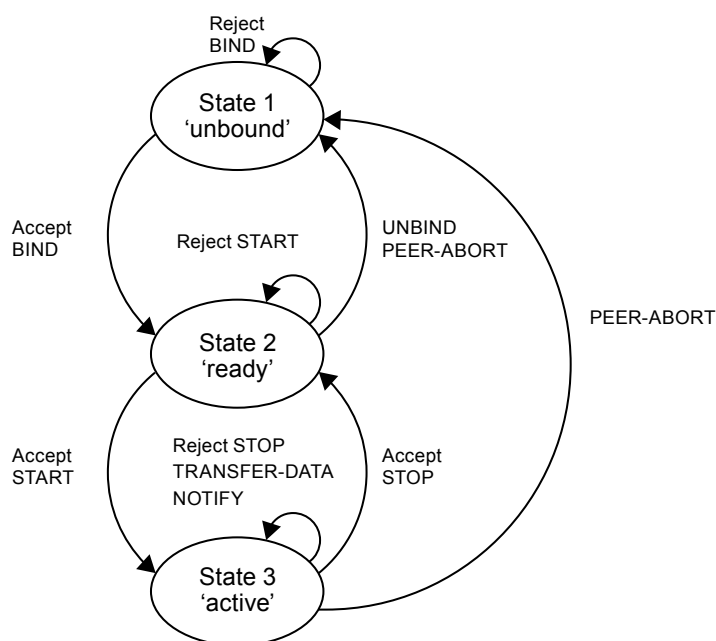 Reject
BIND
State 1
‘unbound’
Accept
BIND
Reject START
UNBIND
PEER-ABORT
PEER-ABORT
State 2
‘ready’
Accept
START
Reject STOP
TRANSFER-DATA
NOTIFY
Accept
STOP
State 3
‘active’